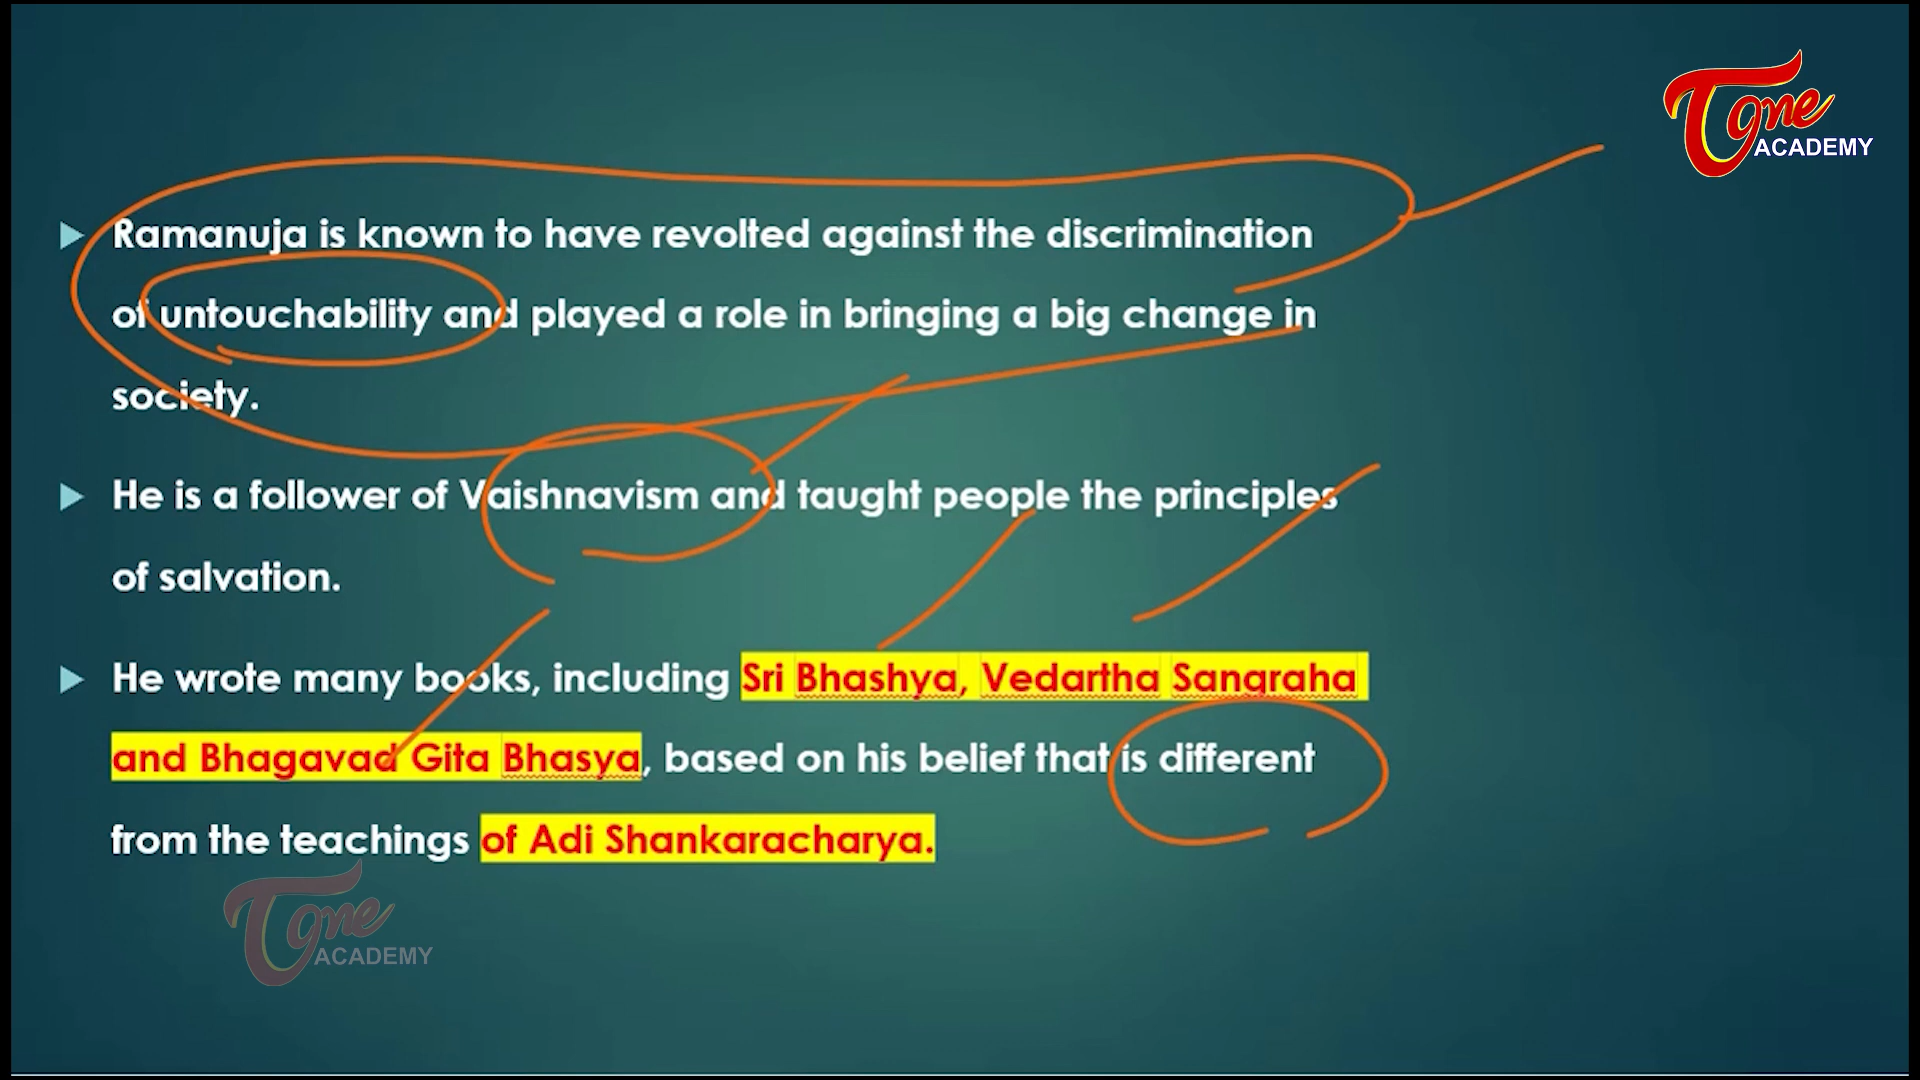 Tone
ACADEMY
Ramanuja is known to have revolted against the discrimination
of untouchability and played a role in bringing a big change in
society.
He is a follower of Vaishnavism and taught people the principles
of salvation.
He wrote many books, including Sri Bhashya, Vedartha Sangraha
and Bhagavad Gita Bhasya, based on his belief that is different
from the teachings of Adi Shankaracharya.
Tone
ACADEMY